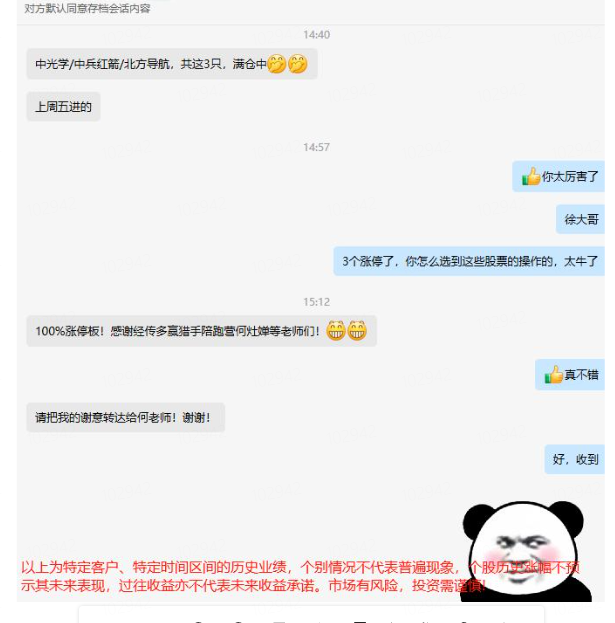 对方默认同意存档会话内容
14:40
中光学/中兵红箭/北方导航，共这3只，满仓中
上周五进的
14:57
你太厉害了
徐大哥
3个涨停了，你怎么选到这些股票的操作的，太牛了
15:12
100%涨停板！感谢经传多赢猎手陪跑营何灶婵等老师们！
真不错
请把我的谢意转达给何老师！谢谢！
好，收到
以上为特定客户、特定时间区间的历史业绩，个别情况不代表普遍现象，个股历史涨幅不预
示其未来表现，过往收益亦不代表未来收益承诺。市场有风险，投资需谨慎!